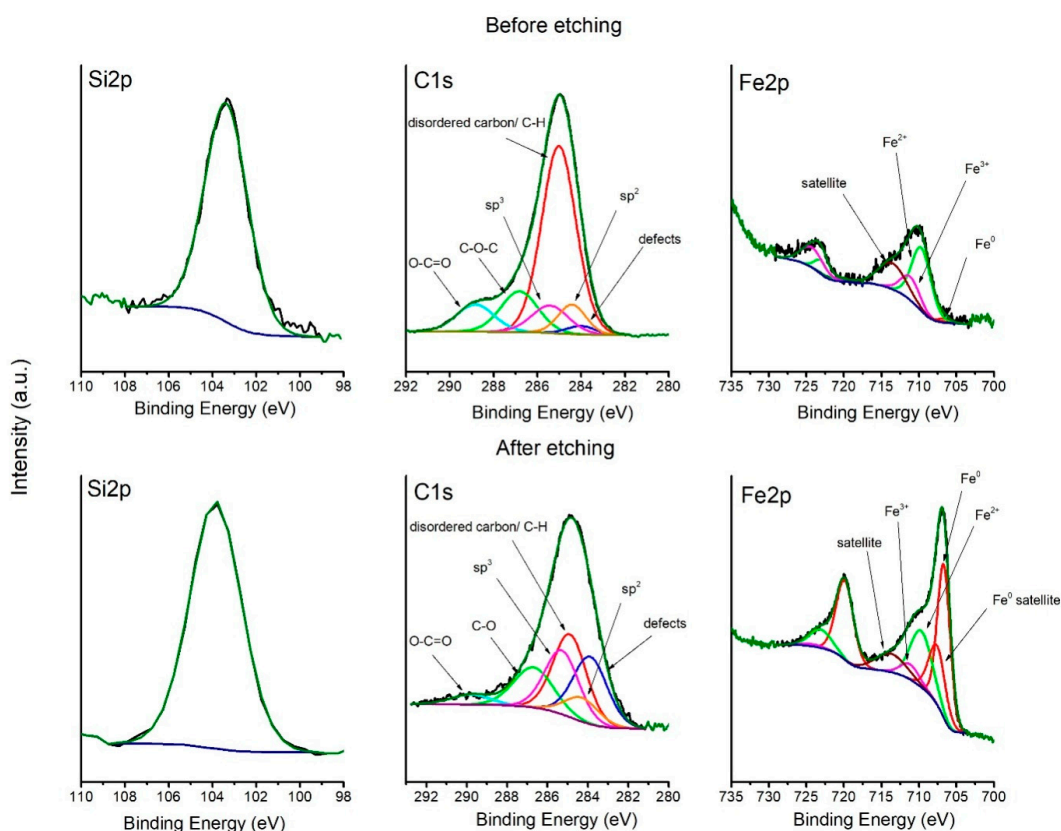 Before etching
Si2p
C1s
Fe2p
disordered carbon/ C-H
sp³
sp²
C-O-C
O-C=O
defects
Fe²⁺
Fe³⁺
satellite
Fe⁰
110 108 106 104 102 100 98
292 290 288 286 284 282 280
735 730 725 720 715 710 705 700
Binding Energy (eV)
Binding Energy (eV)
Binding Energy (eV)
Intensity (a.u.)
After etching
Si2p
C1s
Fe2p
disordered carbon/ C-H
sp³
sp²
C-O
O-C=O
defects
Fe⁰
Fe³⁺
Fe²⁺
satellite
Fe⁰ satellite
110 108 106 104 102 100 98
292 290 288 286 284 282 280
735 730 725 720 715 710 705 700
Binding Energy (eV)
Binding Energy (eV)
Binding Energy (eV)